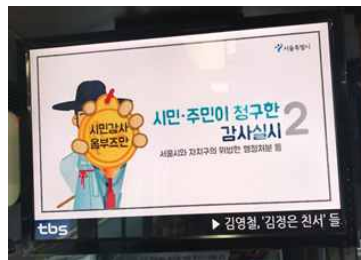 서울특별시
시민감사
옴부즈만
시민·주민이 청구한
감사실시 2
서울시와 자치구의 위법한 행정처분 등
tbs
▶ 김영철, '김정은 친서' 들